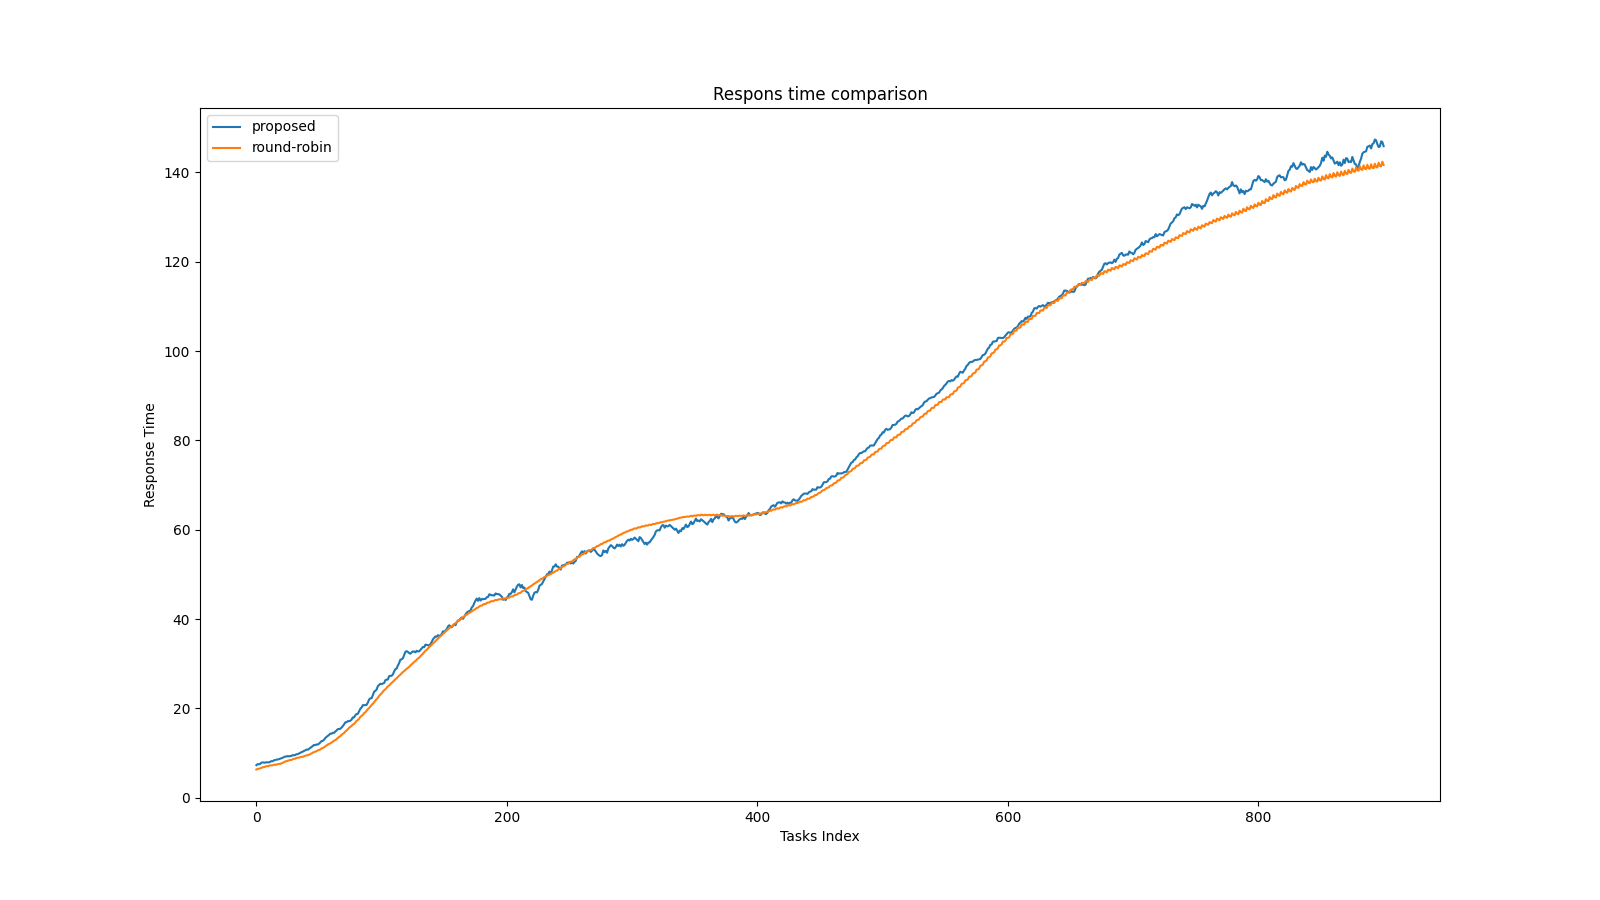 Respons time comparison
proposed
round-robin
140
120
100
80
60
40
20
0
Response Time
0 200 400 600 800
Tasks Index